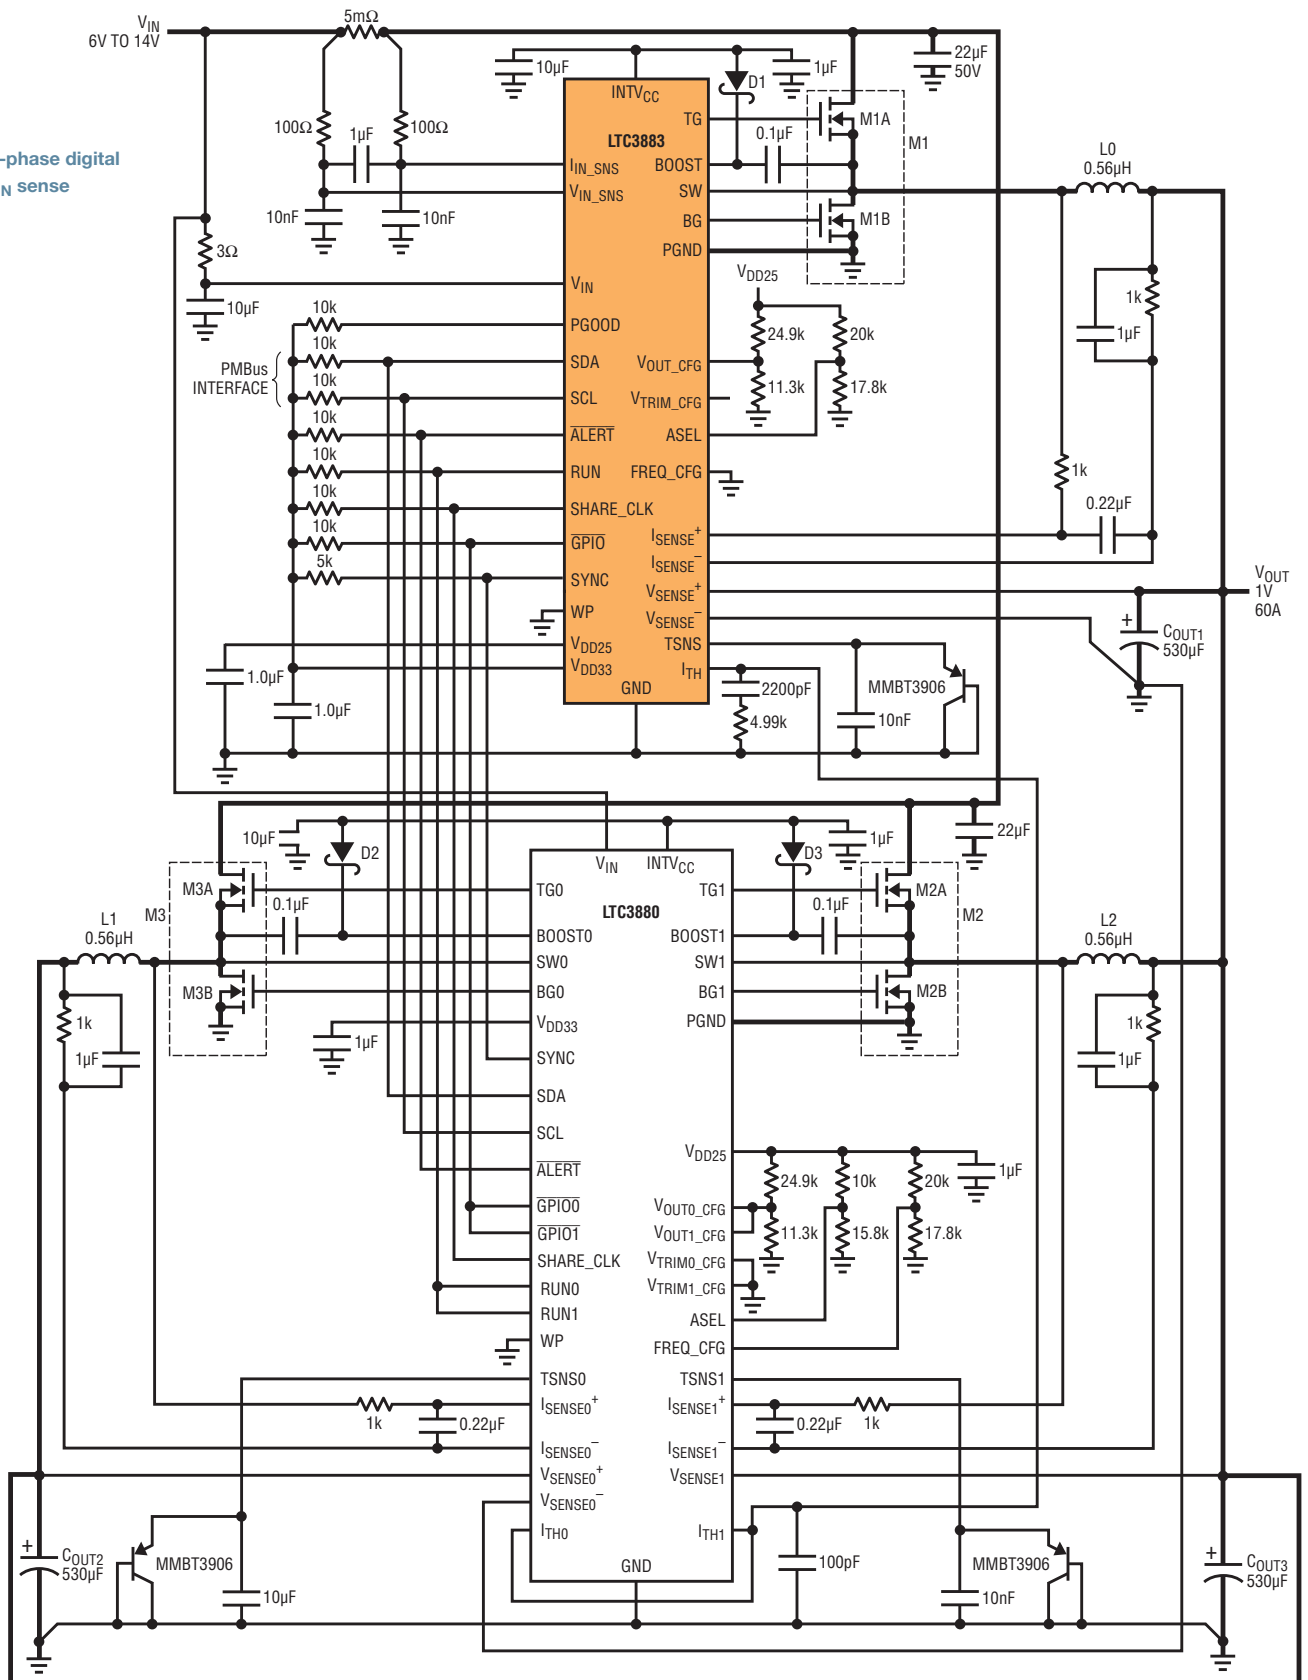 VIN
6V TO 14V
5mΩ
-phase digital
IN sense
100Ω
1µF
100Ω
10nF
10nF
3Ω
10µF
10µF
1µF
22µF
50V
INTVCC
LTC3883
D1
TG
BOOST
SW
BG
PGND
0.1µF
M1A
M1B
M1
L0
0.56µH
IIN_SNS
VIN_SNS
VIN
PGOOD
SDA
SCL
ALERT
RUN
SHARE_CLK
GPIO
SYNC
WP
VDD25
VDD33
GND
10k
10k
10k
10k
10k
10k
10k
5k
PMBus
INTERFACE
1.0µF
1.0µF
VDD25
24.9k
20k
11.3k
17.8k
VOUT_CFG
VTRIM_CFG
ASEL
FREQ_CFG
ISENSE+
ISENSE–
VSENSE+
VSENSE–
TSNS
ITH
1k
1µF
1k
0.22µF
VOUT
1V
60A
+
COUT1
530µF
2200pF
4.99k
MMBT3906
10nF
10µF
D2
VIN
INTVCC
D3
1µF
22µF
LTC3880
M3A
M3
M3B
L1
0.56µH
0.1µF
TG0
BOOST0
SW0
BG0
VDD33
SYNC
SDA
SCL
ALERT
GPIO0
GPIO1
SHARE_CLK
RUN0
RUN1
WP
TSNS0
ISENSE0+
ISENSE0–
VSENSE0+
VSENSE0–
ITH0
GND
1k
1µF
1µF
TG1
BOOST1
SW1
BG1
PGND
0.1µF
M2A
M2
M2B
L2
0.56µH
1k
1µF
VDD25
1µF
24.9k
10k
20k
11.3k
15.8k
17.8k
VOUT0_CFG
VOUT1_CFG
VTRIM0_CFG
VTRIM1_CFG
ASEL
FREQ_CFG
TSNS1
ISENSE1+
ISENSE1–
VSENSE1
ITH1
1k
0.22µF
0.22µF
1k
+
COUT2
530µF
MMBT3906
10µF
100pF
MMBT3906
10nF
+
COUT3
530µF